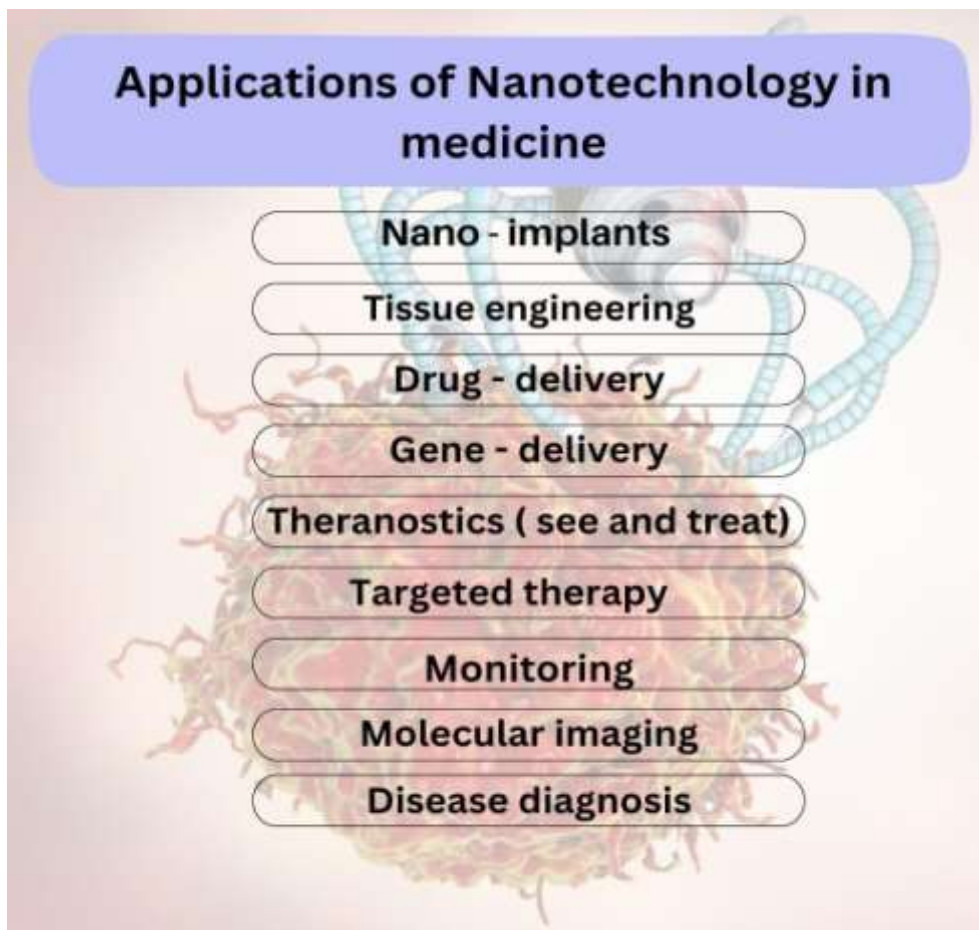 Applications of Nanotechnology in
medicine
Nano - implants
Tissue engineering
Drug - delivery
Gene - delivery
Theranostics ( see and treat)
Targeted therapy
Monitoring
Molecular imaging
Disease diagnosis